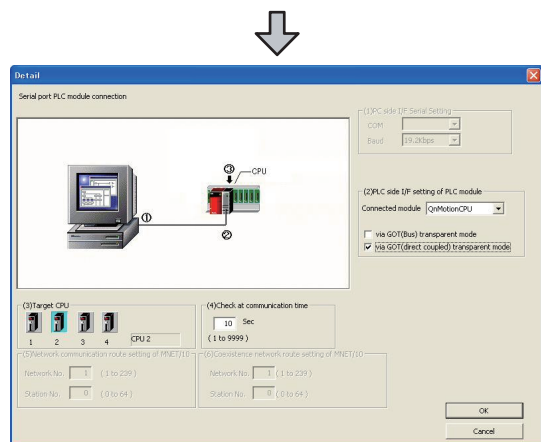 Detail
Serial port PLC module connection
(1)PC side I/F Serial Setting
COM
Baud 19.2Kbps
③ CPU
①
②
(2)PLC side I/F setting of PLC module
Connected module QnMotionCPU
via GOT(Bus) transparent mode
via GOT(direct coupled) transparent mode
(3)Target CPU
1 2 3 4 CPU 2
(4)Check at communication time
10 Sec
( 1 to 9999 )
(5)Network communication route setting of MNET/10
Network No. 1 ( 1 to 239 )
Station No. 0 ( 0 to 64 )
(6)Coexistence network route setting of MNET/10
Network No. 1 ( 1 to 239 )
Station No. 0 ( 0 to 64 )
OK
Cancel